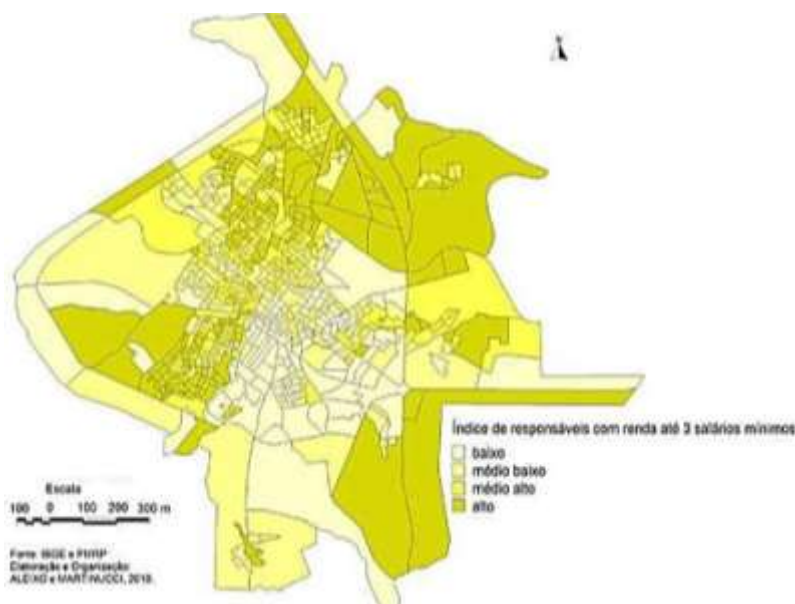 Índice de responsáveis com renda até 3 salários mínimos
baixo
médio baixo
médio alto
alto
Escala
100 0 100 200 300 m
Fonte: IBGE e PMRP
Elaboração e Organização:
ALEIXO e MARTINUCCI, 2010.